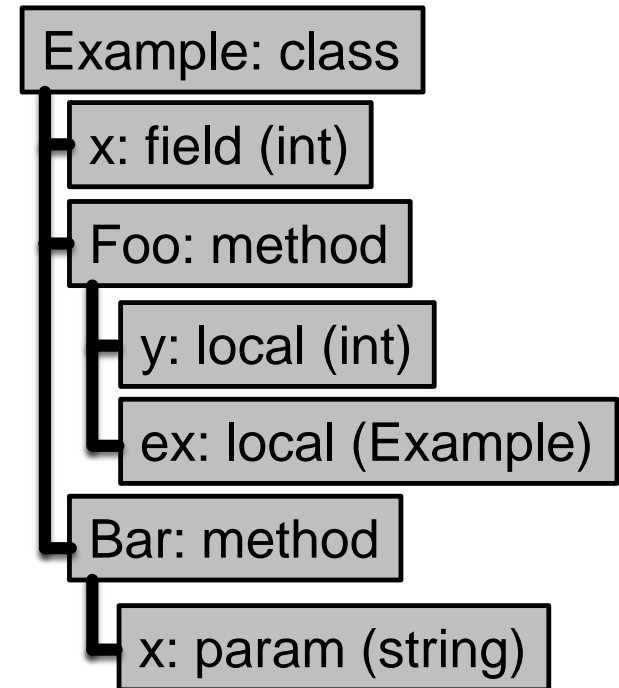 Example: class
x: field (int)
Foo: method
y: local (int)
ex: local (Example)
Bar: method
x: param (string)